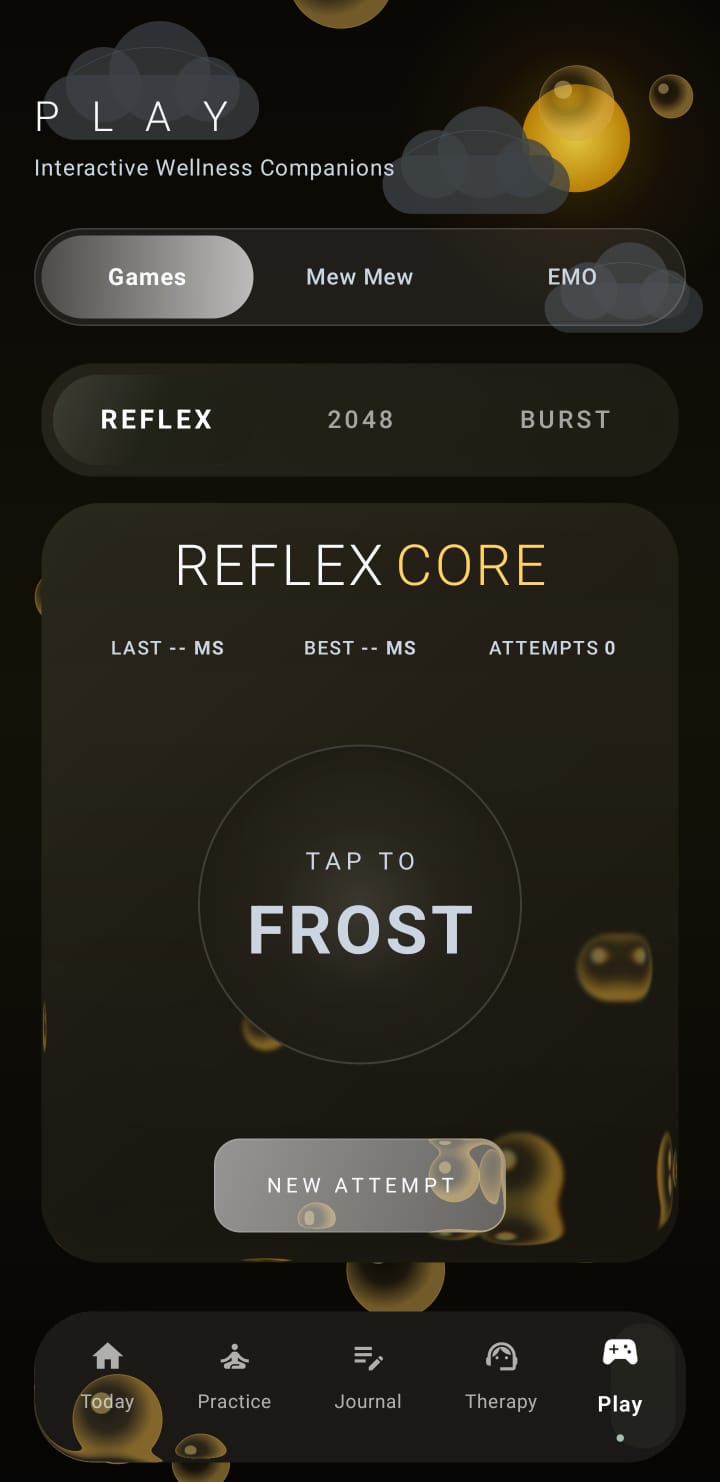 PLAY
Interactive Wellness Companions
Games Mew Mew EMO
REFLEX 2048 BURST
REFLEX CORE
LAST -- MS BEST -- MS ATTEMPTS 0
TAP TO
FROST
NEW ATTEMPT
Today Practice Journal Therapy Play